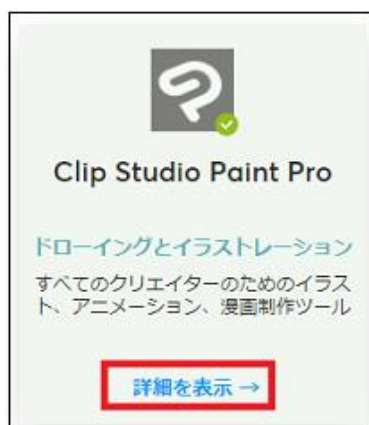 Clip Studio Paint Pro
ドローイングとイラストレーション
すべてのクリエイターのためのイラス
ト、アニメーション、漫画制作ツール
詳細を表示 →